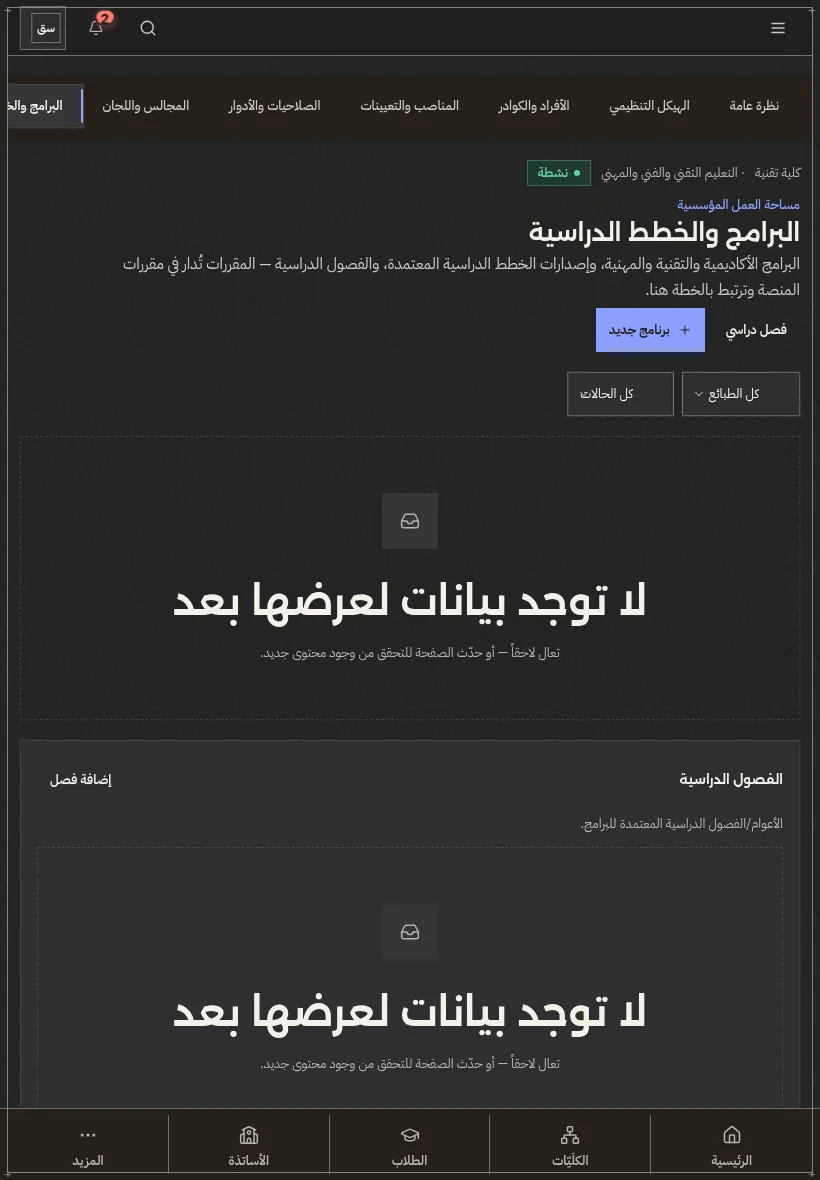 سق
2
نظرة عامة
الهيكل التنظيمي
الأفراد والكوادر
المناصب والتعيينات
الصلاحيات والأدوار
المجالس واللجان
البرامج والخ
كلية تقنية · التعليم التقني والفني والمهني
نشطة
مساحة العمل المؤسسية
البرامج والخطط الدراسية
البرامج الأكاديمية والتقنية والمهنية، وإصدارات الخطط الدراسية المعتمدة، والفصول الدراسية — المقررات تُدار في مقررات
المنصة وترتبط بالخطة هنا.
فصل دراسي
+ برنامج جديد
كل الطبائع
كل الحالات
لا توجد بيانات لعرضها بعد
تعال لاحقاً — أو حدّث الصفحة للتحقق من وجود محتوى جديد.
الفصول الدراسية
إضافة فصل
الأعوام/الفصول الدراسية المعتمدة للبرامج.
لا توجد بيانات لعرضها بعد
تعال لاحقاً — أو حدّث الصفحة للتحقق من وجود محتوى جديد.
الرئيسية
الكليّات
الطلاب
الأساتذة
المزيد